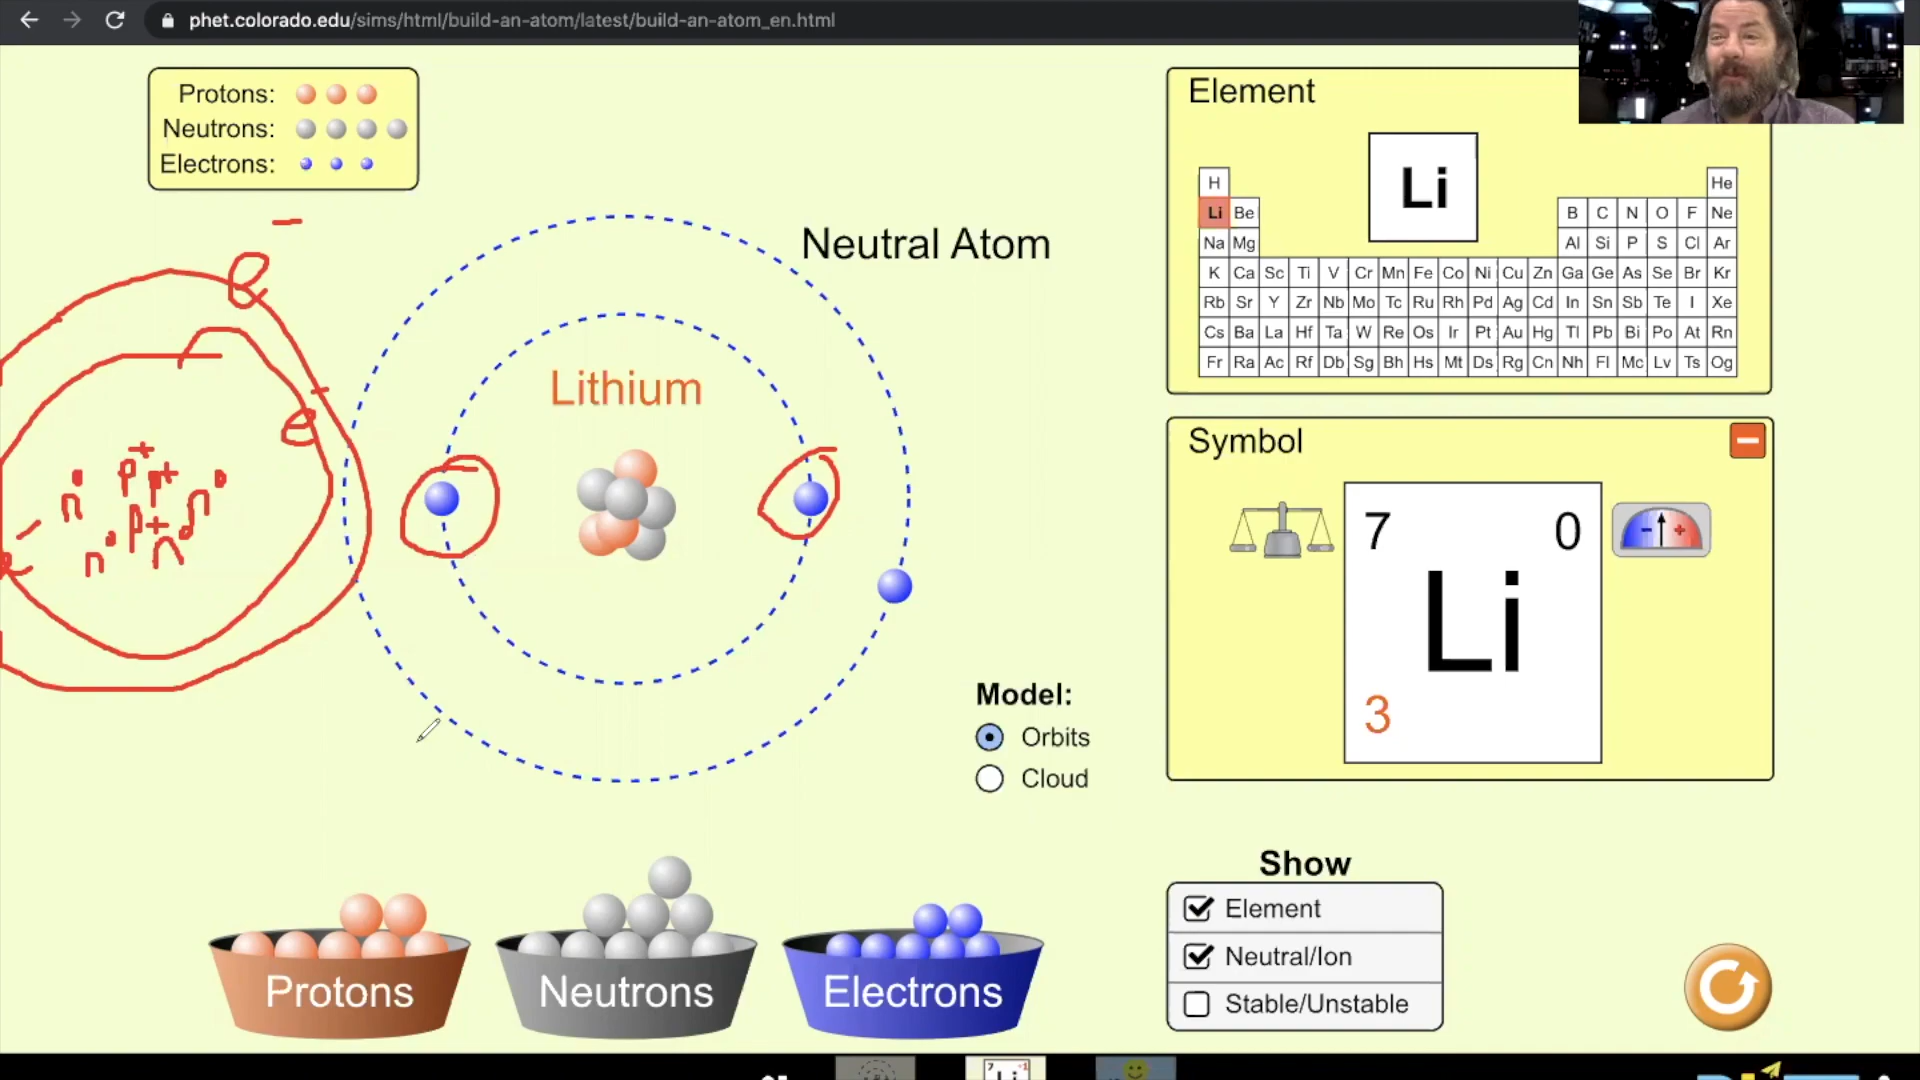 phet.colorado.edu/sims/html/build-an-atom/latest/build-an-atom_en.html
Protons:
Neutrons:
Electrons:
Neutral Atom
Lithium
e
e
e
p+
p+
p+
n
n
n
n
Model:
Orbits
Cloud
Protons
Neutrons
Electrons
Element
Li
H He
Li Be B C N O F Ne
Na Mg Al Si P S Cl Ar
K Ca Sc Ti V Cr Mn Fe Co Ni Cu Zn Ga Ge As Se Br Kr
Rb Sr Y Zr Nb Mo Tc Ru Rh Pd Ag Cd In Sn Sb Te I Xe
Cs Ba La Hf Ta W Re Os Ir Pt Au Hg Tl Pb Bi Po At Rn
Fr Ra Ac Rf Db Sg Bh Hs Mt Ds Rg Cn Nh Fl Mc Lv Ts Og
Symbol
7 0
- +
Li
3
Show
Element
Neutral/Ion
Stable/Unstable
7 -1
Li